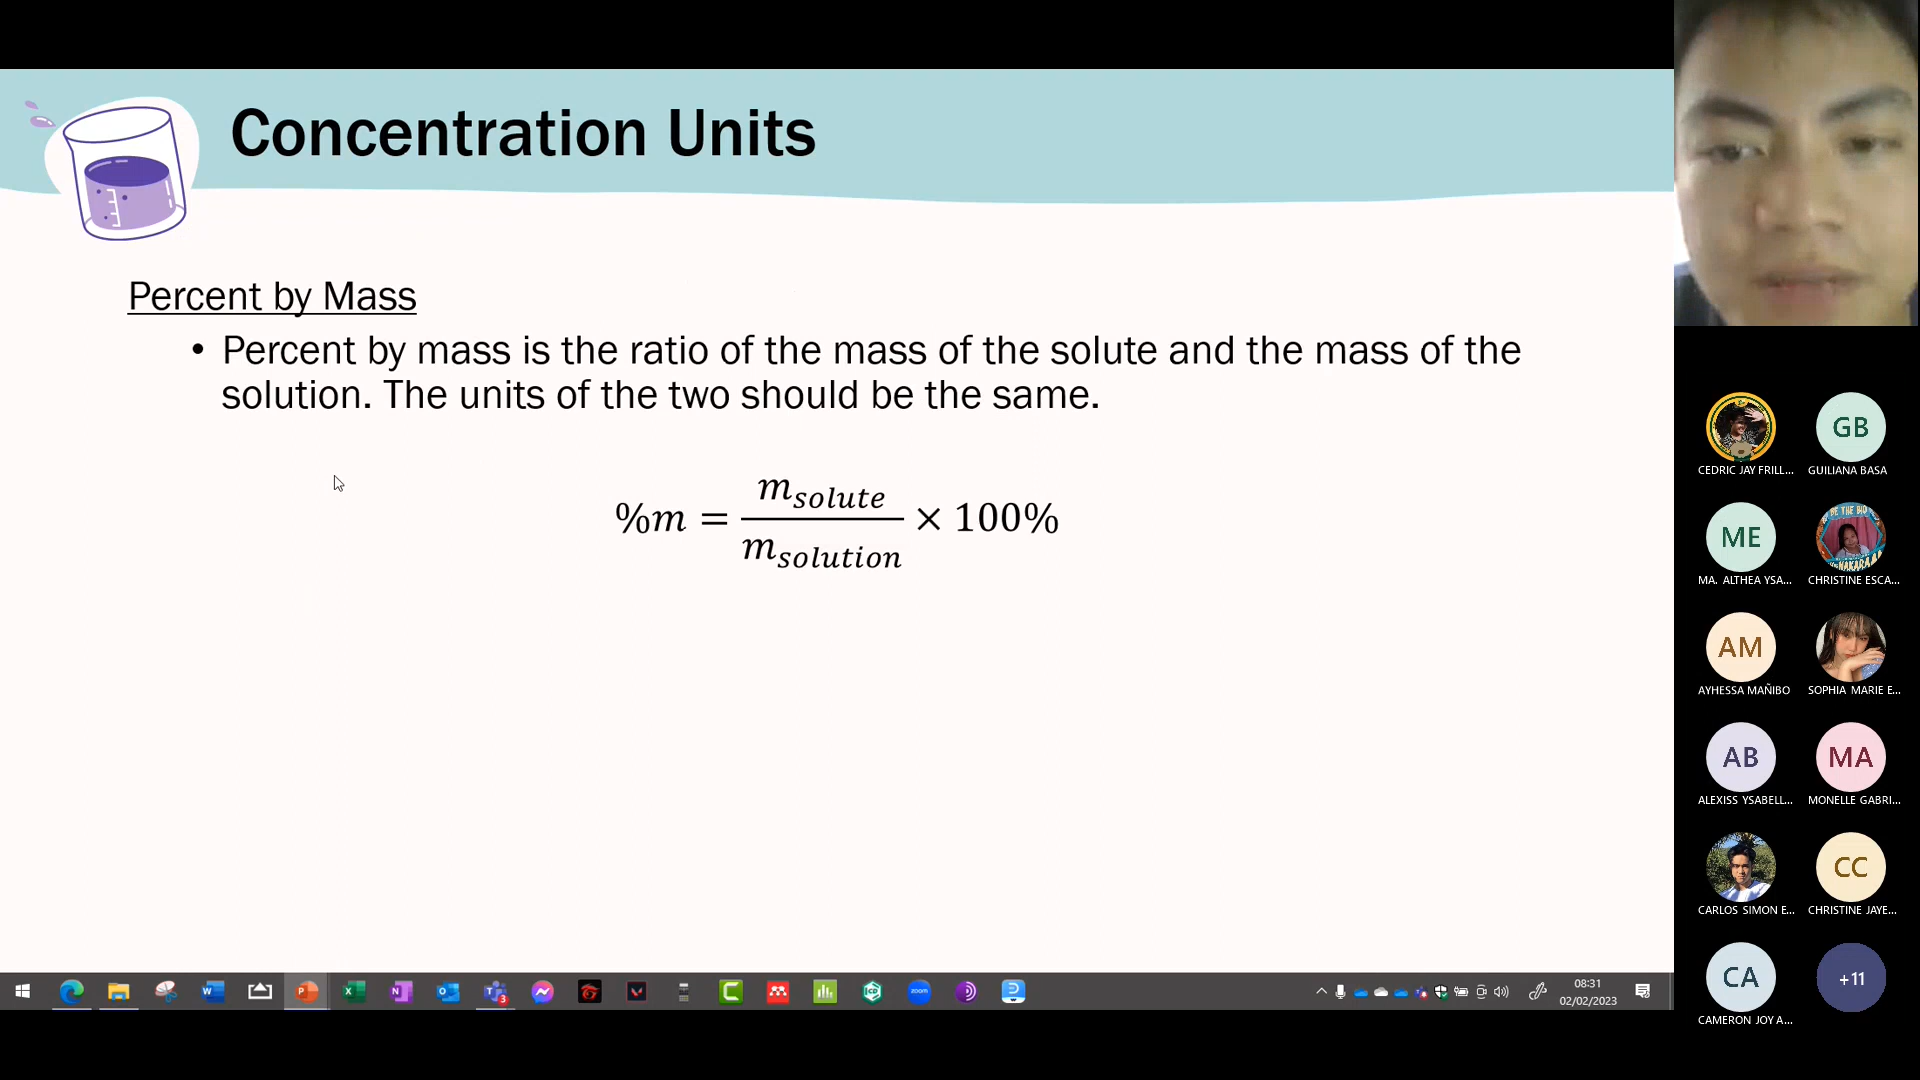 Concentration Units
Percent by Mass
• Percent by mass is the ratio of the mass of the solute and the mass of the
solution. The units of the two should be the same.
%m = m_solute / m_solution × 100%
CEDRIC JAY FRILL...
GB
GUILIANA BASA
ME
MA. ALTHEA YSA...
CHRISTINE ESCA...
AM
AYHESSA MAÑIBO
SOPHIA MARIE E...
AB
ALEXISS YSABELL...
MA
MONELLE GABRI...
CARLOS SIMON E...
CC
CHRISTINE JAYE...
CA
CAMERON JOY A...
+11
zoom
08:31
02/02/2023